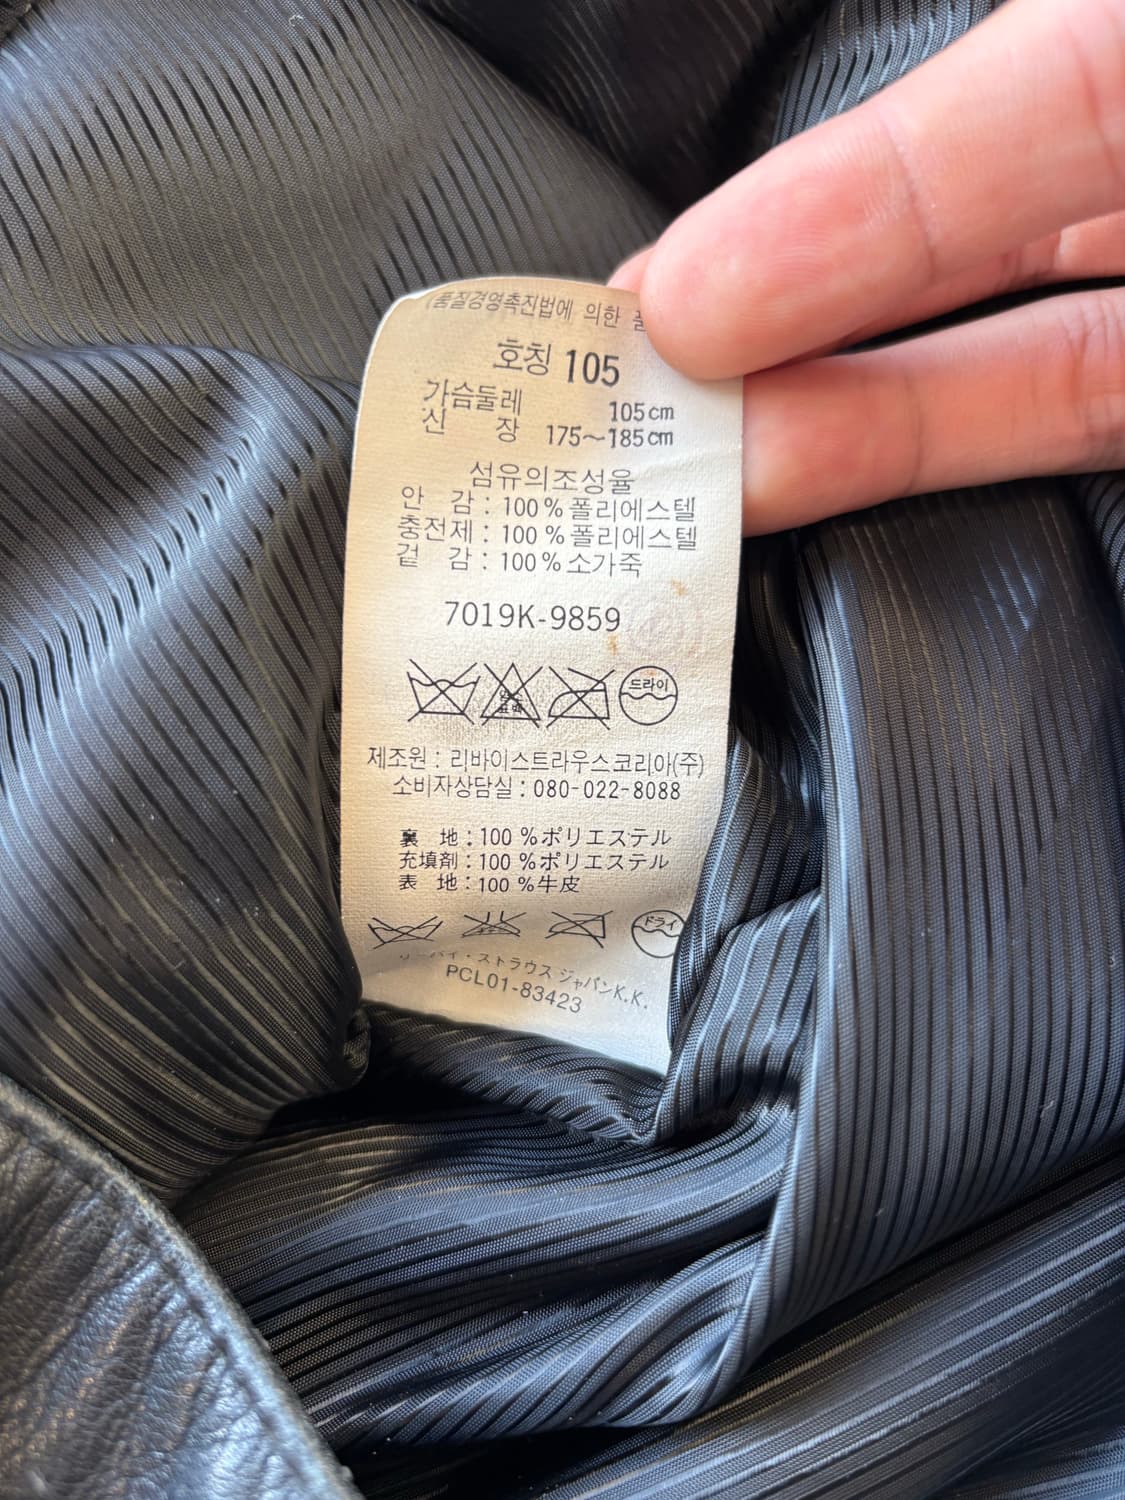 (품질경영촉진법에 의한
호칭 105
가슴둘레 105cm
신 장 175~185cm
섬유의조성율
안 감 : 100%폴리에스텔
충전제 : 100%폴리에스텔
겉 감 : 100%소가죽
7019K-9859
드라이
제조원 : 리바이스트라우스코리아(주)
소비자상담실 : 080-022-8088
裏 地 : 100%ポリエステル
充填剤 : 100%ポリエステル
表 地 : 100%牛皮
ドライ
ストラウス ジャパンK.K.
PCL01-83423